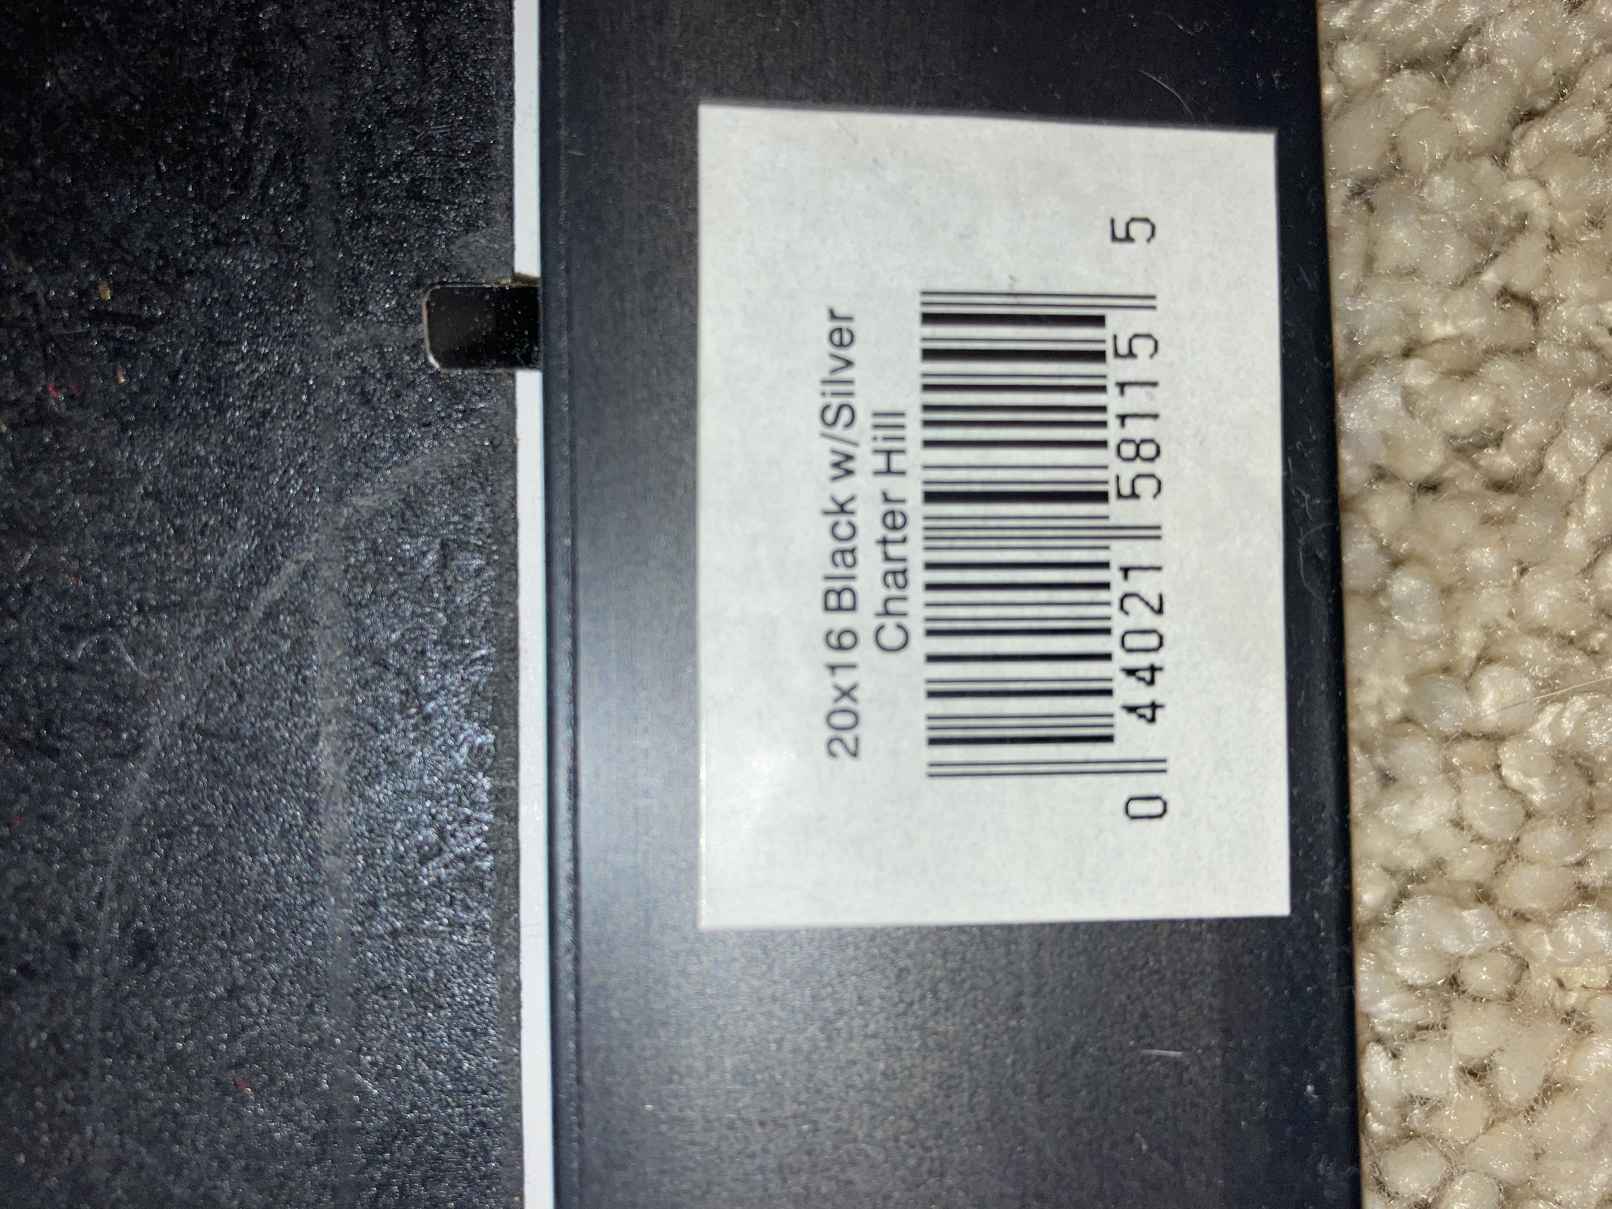 20x16 Black w/Silver
Charter Hill
0 44021 58115 5